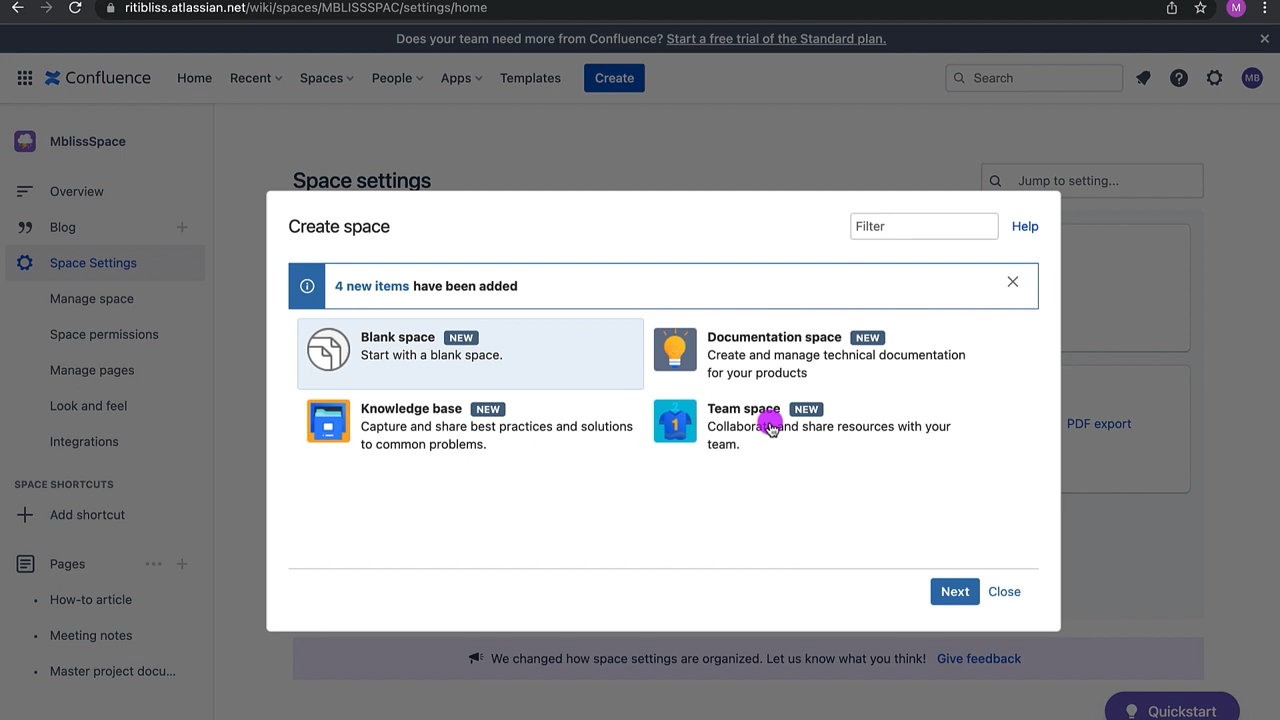 ritibliss.atlassian.net/wiki/spaces/MBLISSSPAC/settings/home
M
Does your team need more from Confluence? Start a free trial of the Standard plan.
Confluence
Home
Recent
Spaces
People
Apps
Templates
Create
Search
MB
MblissSpace
Overview
Blog
Space Settings
Manage space
Space permissions
Manage pages
Look and feel
Integrations
SPACE SHORTCUTS
Add shortcut
Pages
How-to article
Meeting notes
Master project docu...
Space settings
Jump to setting...
Create space
Filter
Help
4 new items have been added
Blank space NEW
Start with a blank space.
Documentation space NEW
Create and manage technical documentation
for your products
Knowledge base NEW
Capture and share best practices and solutions
to common problems.
Team space NEW
Collaborate and share resources with your
team.
1
PDF export
Next
Close
We changed how space settings are organized. Let us know what you think! Give feedback
Quickstart